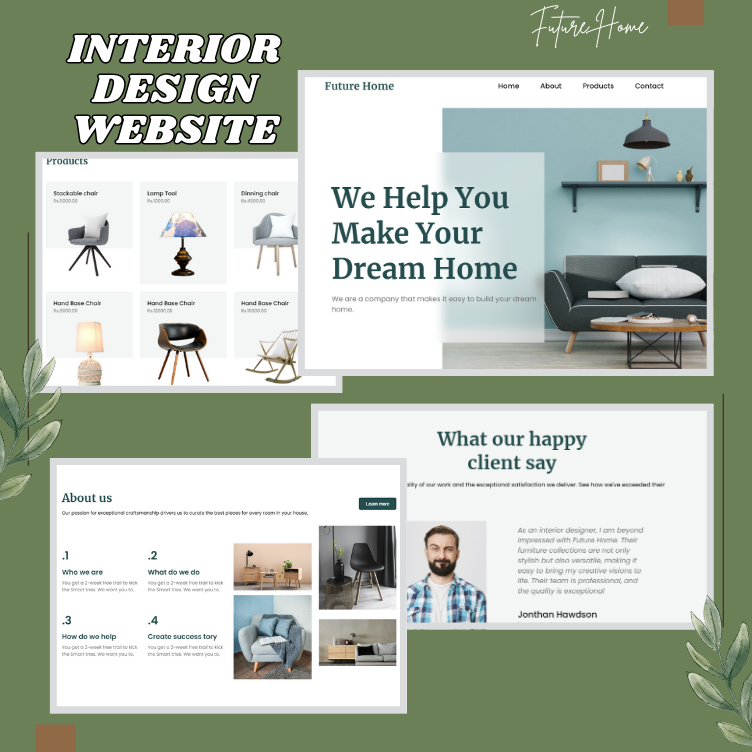 FutureHome
INTERIOR
DESIGN
WEBSITE
Future Home
Home About Products Contact
We Help You
Make Your
Dream Home
We are a company that makes it easy to build your dream
home.
Products
Stockable chair Lamp Tool Dinning chair
Rs.5000.00 Rs.1000.00 Rs.4000.00
Hand Base Chair Hand Base Chair Hand Base Chair
Rs.5000.00 Rs.12000.00 Rs.10000.00
What our happy
client say
of our work and the exceptional satisfaction we deliver. See how we've exceeded their
As an interior designer, I am beyond
impressed with Future Home. Their
furniture collections are not only
stylish but also versatile, making it
easy to bring my creative visions to
life. Their team is professional, and
the quality is exceptional
Jonthan Hawdson
About us
Learn more
Our passion for exceptional craftsmanship drivers us to curate the best pieces for every room in your house.
.1 .2
Who we are What do we do
You get a 2-week free trail to kick You get a 2-week free trail to kick
the Smart tries. We want you to. the Smart tries. We want you to.
.3 .4
How do we help Create success tory
You get a 2-week free trail to kick You get a 2-week free trail to kick
the Smart tries. We want you to. the Smart tries. We want you to.